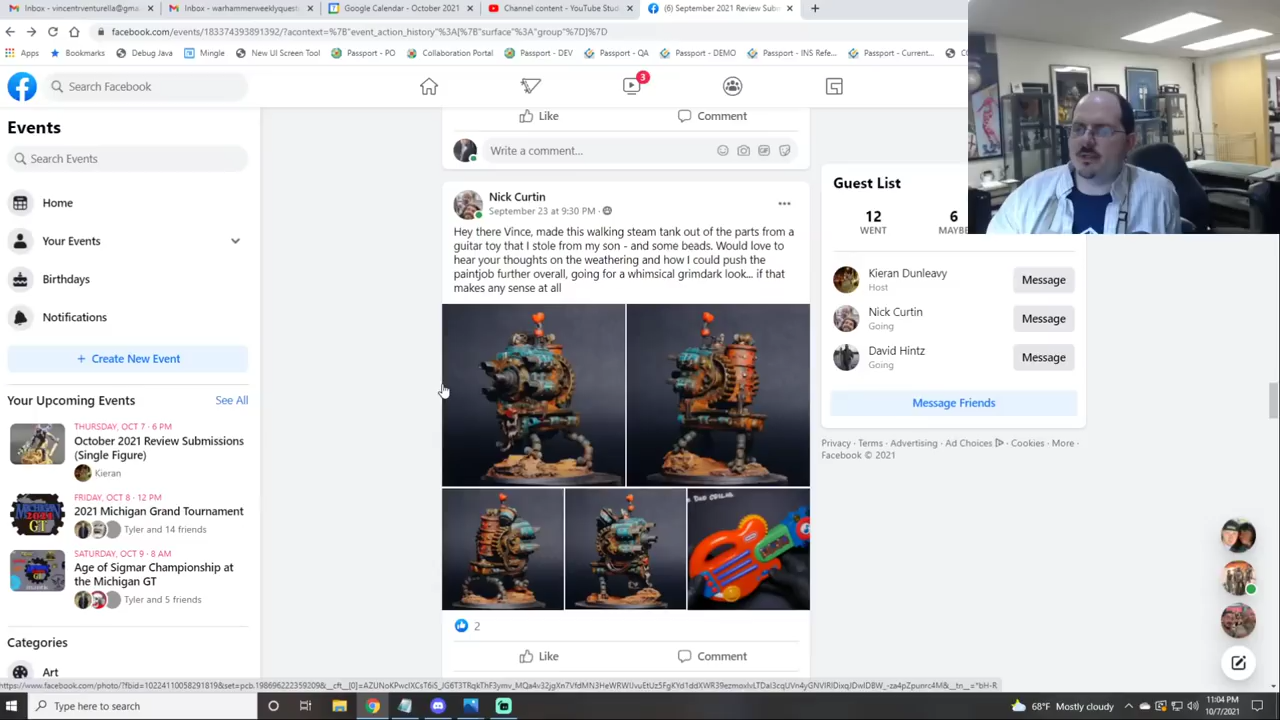 Inbox - vincentrventurella@gma
Inbox - warhammerweeklyquest
Google Calendar - October 2021
Channel content - YouTube Stu
(6) September 2021 Review Sub
facebook.com/events/183374393891392/?acontext=%7B"event_action_history"%3A[%7B"surface"%3A"group"%7D]%7D
Apps
Bookmarks
Debug Java
Mingle
New UI Screen Tool
Passport - PO
Collaboration Portal
Passport - DEV
Passport - QA
Passport - DEMO
Passport - INS Refe...
Passport - Current...
Search Facebook
3
Events
Search Events
Home
Your Events
Birthdays
Notifications
+ Create New Event
Your Upcoming Events
See All
THURSDAY, OCT 7 · 6 PM
October 2021 Review Submissions
(Single Figure)
Kieran
FRIDAY, OCT 8 · 12 PM
2021 Michigan Grand Tournament
Tyler and 14 friends
SATURDAY, OCT 9 · 8 AM
Age of Sigmar Championship at
the Michigan GT
Tyler and 5 friends
Categories
Art
Like
Comment
Write a comment...
Nick Curtin
September 23 at 9:30 PM ·
Hey there Vince, made this walking steam tank out of the parts from a
guitar toy that I stole from my son - and some beads. Would love to
hear your thoughts on the weathering and how I could push the
paintjob further overall, going for a whimsical grimdark look... if that
makes any sense at all
2
Like
Comment
Guest List
12
WENT
6
MAYBE
Kieran Dunleavy
Host
Message
Nick Curtin
Going
Message
David Hintz
Going
Message
Message Friends
Privacy · Terms · Advertising · Ad Choices · Cookies · More ·
Facebook © 2021
Type here to search
68°F Mostly cloudy
11:04 PM
10/7/2021